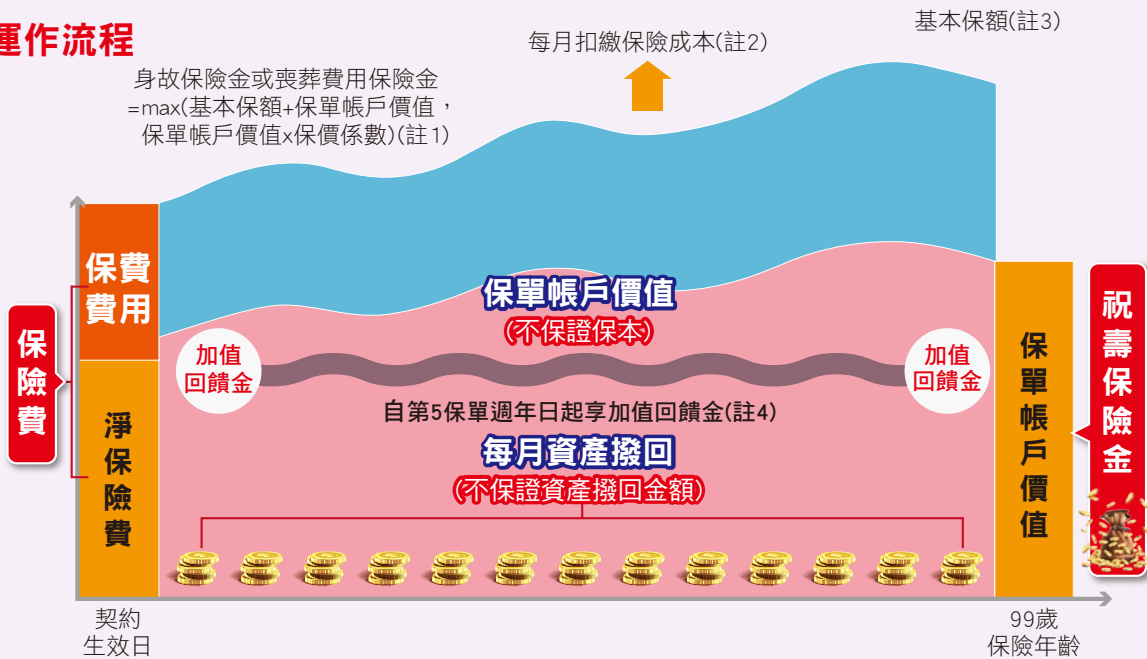 運作流程
基本保額(註3)
每月扣繳保險成本(註2)
身故保險金或喪葬費用保險金
=max(基本保額+保單帳戶價值，
保單帳戶價值x保價係數)(註1)
保費
費用
保險費
淨保險費
保單帳戶價值
(不保證保本)
加值
回饋金
加值
回饋金
自第5保單週年日起享加值回饋金(註4)
每月資產撥回
(不保證資產撥回金額)
保單帳戶價值
祝壽保險金
契約
生效日
99歲
保險年齡